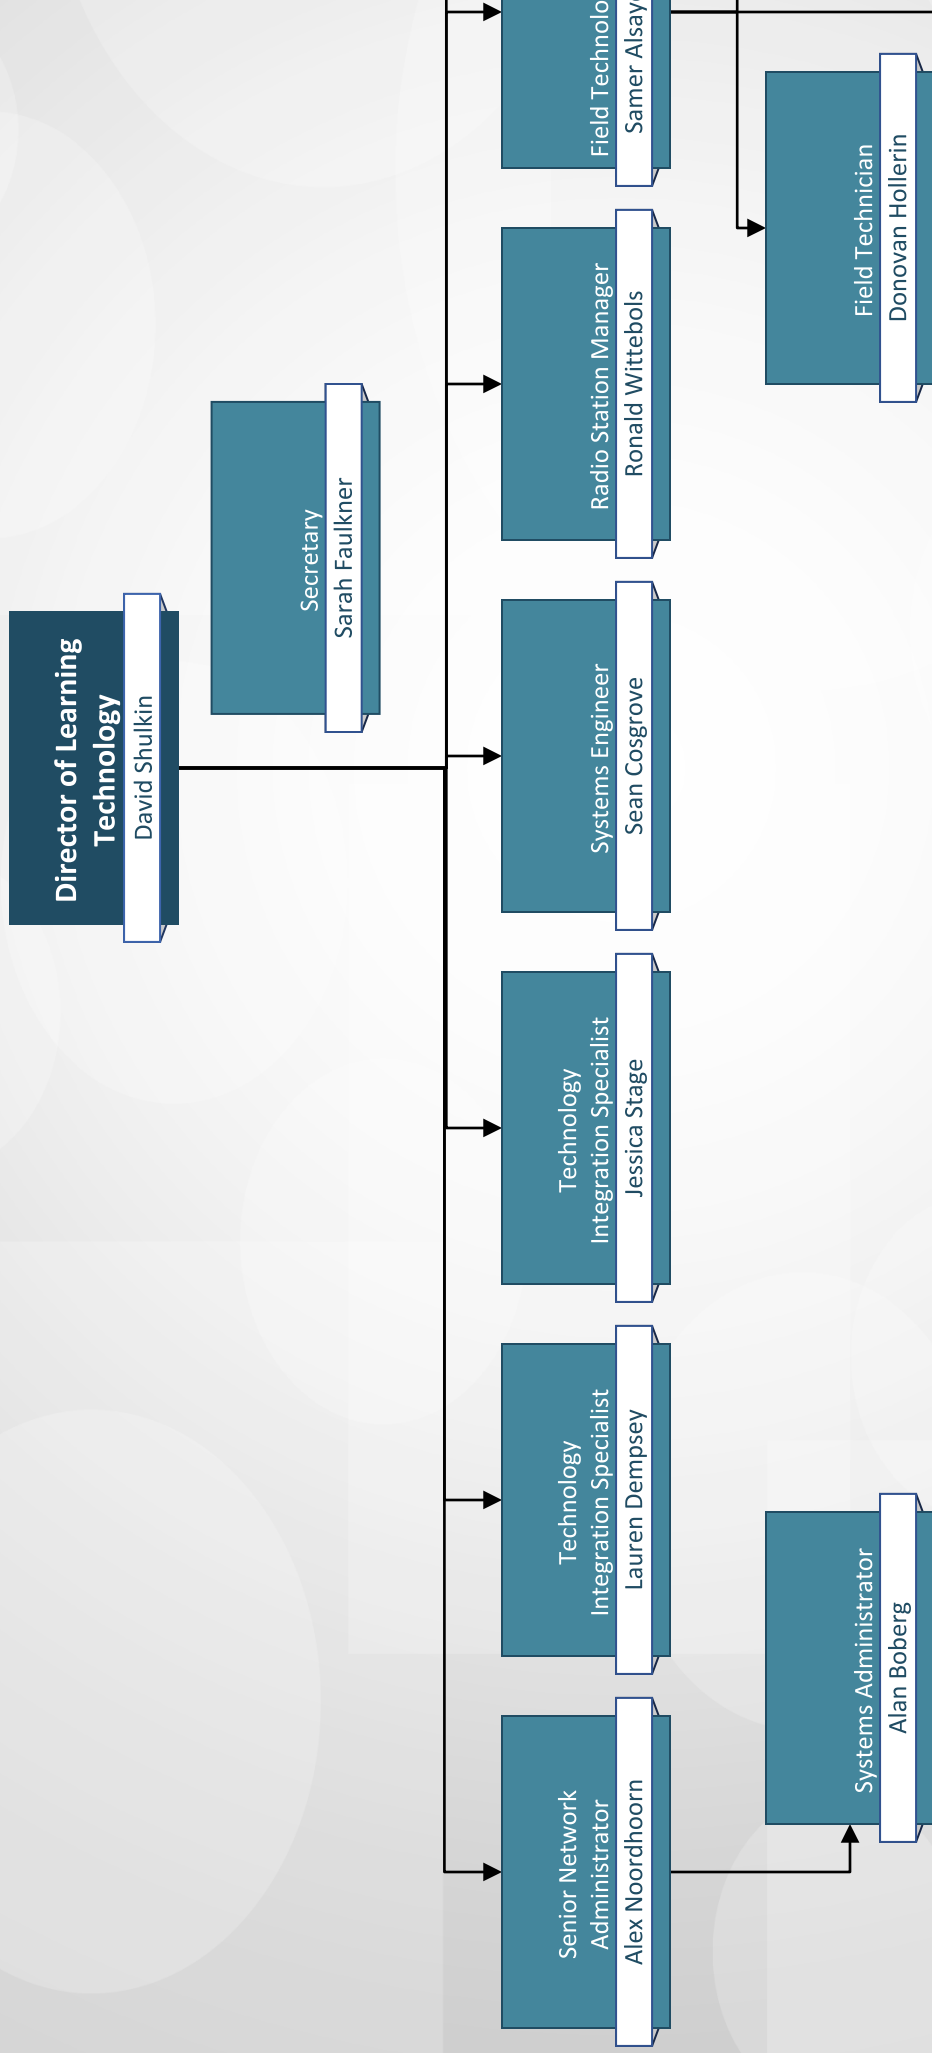 Director of Learning
Technology
David Shulkin
Secretary
Sarah Faulkner
Senior Network
Administrator
Alex Noordhoorn
Technology
Integration Specialist
Lauren Dempsey
Technology
Integration Specialist
Jessica Stage
Systems Engineer
Sean Cosgrove
Radio Station Manager
Ronald Wittebols
Field
Samer
Systems Administrator
Alan Boberg
Field Technician
Donovan Hollerin